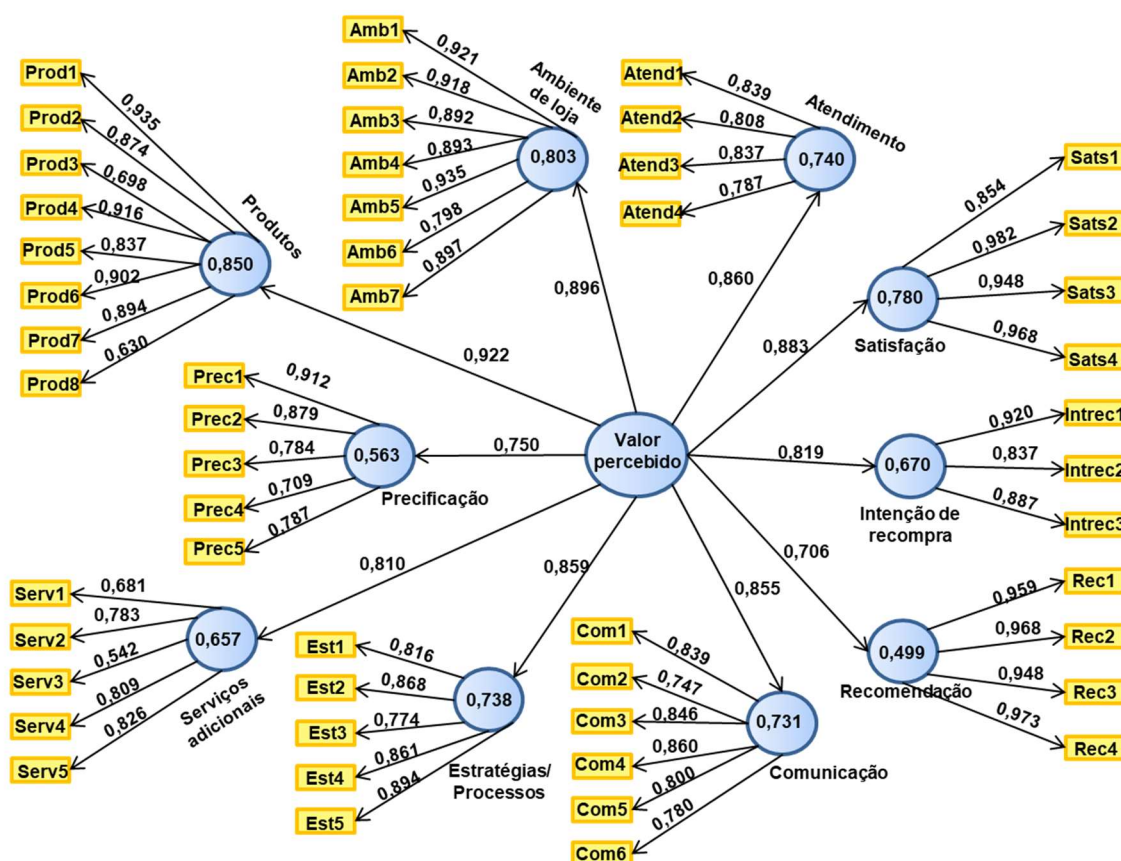 Prod1
Prod2
Prod3
Prod4
Prod5
Prod6
Prod7
Prod8
0,935
0,874
0,698
0,916
0,837
0,902
0,894
0,630
0,850
Produtos
Amb1
Amb2
Amb3
Amb4
Amb5
Amb6
Amb7
0,921
0,918
0,892
0,893
0,935
0,798
0,897
0,803
Ambiente
de loja
Atend1
Atend2
Atend3
Atend4
0,839
0,808
0,837
0,787
0,740
Atendimento
Sats1
Sats2
Sats3
Sats4
0,854
0,982
0,948
0,968
0,780
Satisfação
0,922
0,896
0,860
0,883
Valor
percebido
0,750
0,819
0,810
0,859
0,855
0,706
Prec1
Prec2
Prec3
Prec4
Prec5
0,912
0,879
0,784
0,709
0,787
0,563
Precificação
Intrec1
Intrec2
Intrec3
0,920
0,837
0,887
0,670
Intenção de
recompra
Serv1
Serv2
Serv3
Serv4
Serv5
0,681
0,783
0,542
0,809
0,826
0,657
Serviços
adicionais
Est1
Est2
Est3
Est4
Est5
0,816
0,868
0,774
0,861
0,894
0,738
Estratégias/
Processos
Com1
Com2
Com3
Com4
Com5
Com6
0,839
0,747
0,846
0,860
0,800
0,780
0,731
Comunicação
Rec1
Rec2
Rec3
Rec4
0,959
0,968
0,948
0,973
0,499
Recomendação